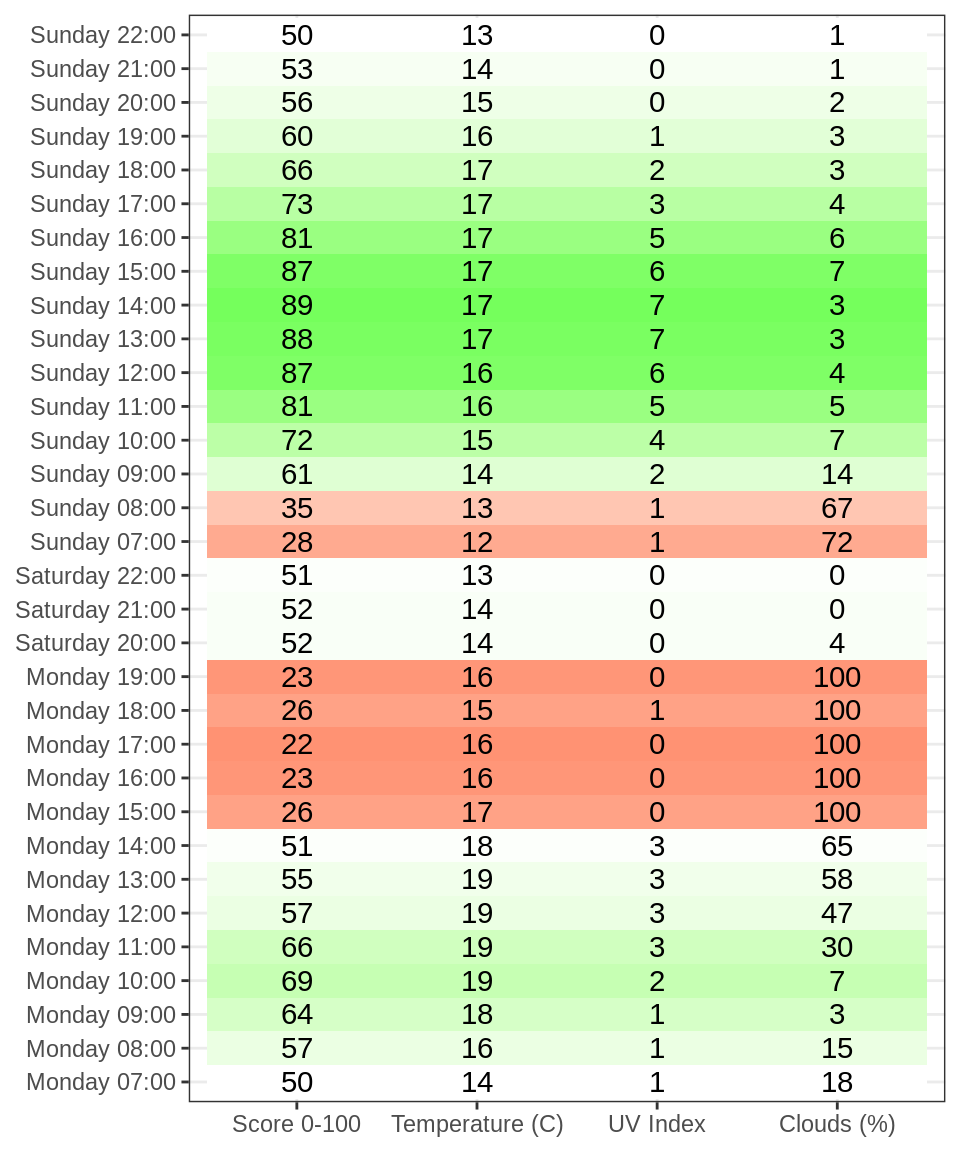 Sunday 22:00 50 13 0 1
Sunday 21:00 53 14 0 1
Sunday 20:00 56 15 0 2
Sunday 19:00 60 16 1 3
Sunday 18:00 66 17 2 3
Sunday 17:00 73 17 3 4
Sunday 16:00 81 17 5 6
Sunday 15:00 87 17 6 7
Sunday 14:00 89 17 7 3
Sunday 13:00 88 17 7 3
Sunday 12:00 87 16 6 4
Sunday 11:00 81 16 5 5
Sunday 10:00 72 15 4 7
Sunday 09:00 61 14 2 14
Sunday 08:00 35 13 1 67
Sunday 07:00 28 12 1 72
Saturday 22:00 51 13 0 0
Saturday 21:00 52 14 0 0
Saturday 20:00 52 14 0 4
Monday 19:00 23 16 0 100
Monday 18:00 26 15 1 100
Monday 17:00 22 16 0 100
Monday 16:00 23 16 0 100
Monday 15:00 26 17 0 100
Monday 14:00 51 18 3 65
Monday 13:00 55 19 3 58
Monday 12:00 57 19 3 47
Monday 11:00 66 19 3 30
Monday 10:00 69 19 2 7
Monday 09:00 64 18 1 3
Monday 08:00 57 16 1 15
Monday 07:00 50 14 1 18
Score 0-100 Temperature (C) UV Index Clouds (%)